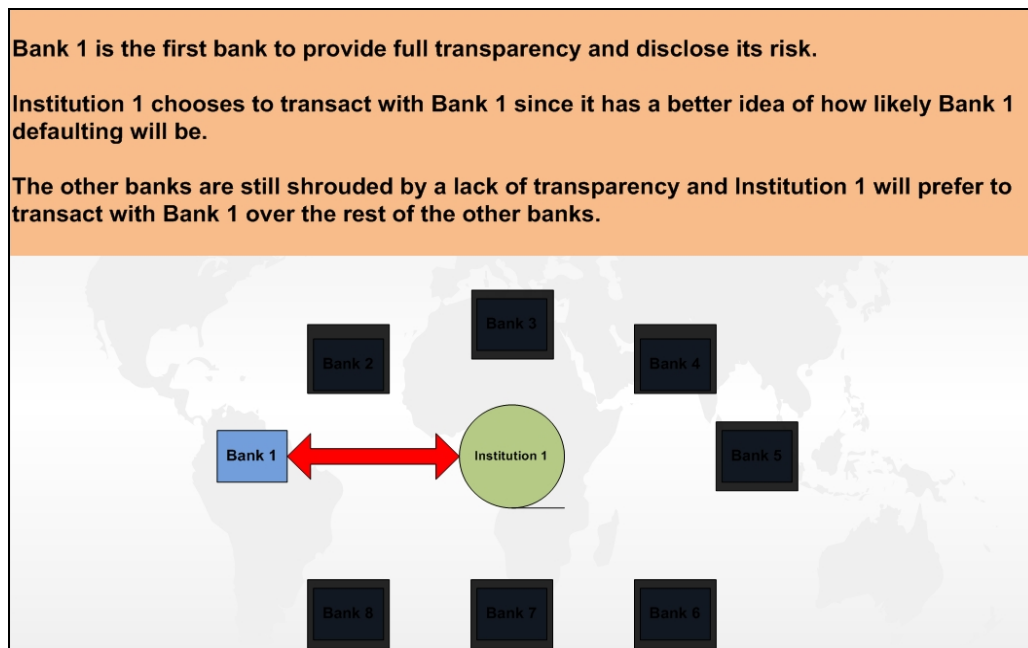 Bank 1 is the first bank to provide full transparency and disclose its risk.
Institution 1 chooses to transact with Bank 1 since it has a better idea of how likely Bank 1
defaulting will be.
The other banks are still shrouded by a lack of transparency and Institution 1 will prefer to
transact with Bank 1 over the rest of the other banks.
Bank 3
Bank 2
Bank 4
Bank 1
Institution 1
Bank 5
Bank 8
Bank 7
Bank 6